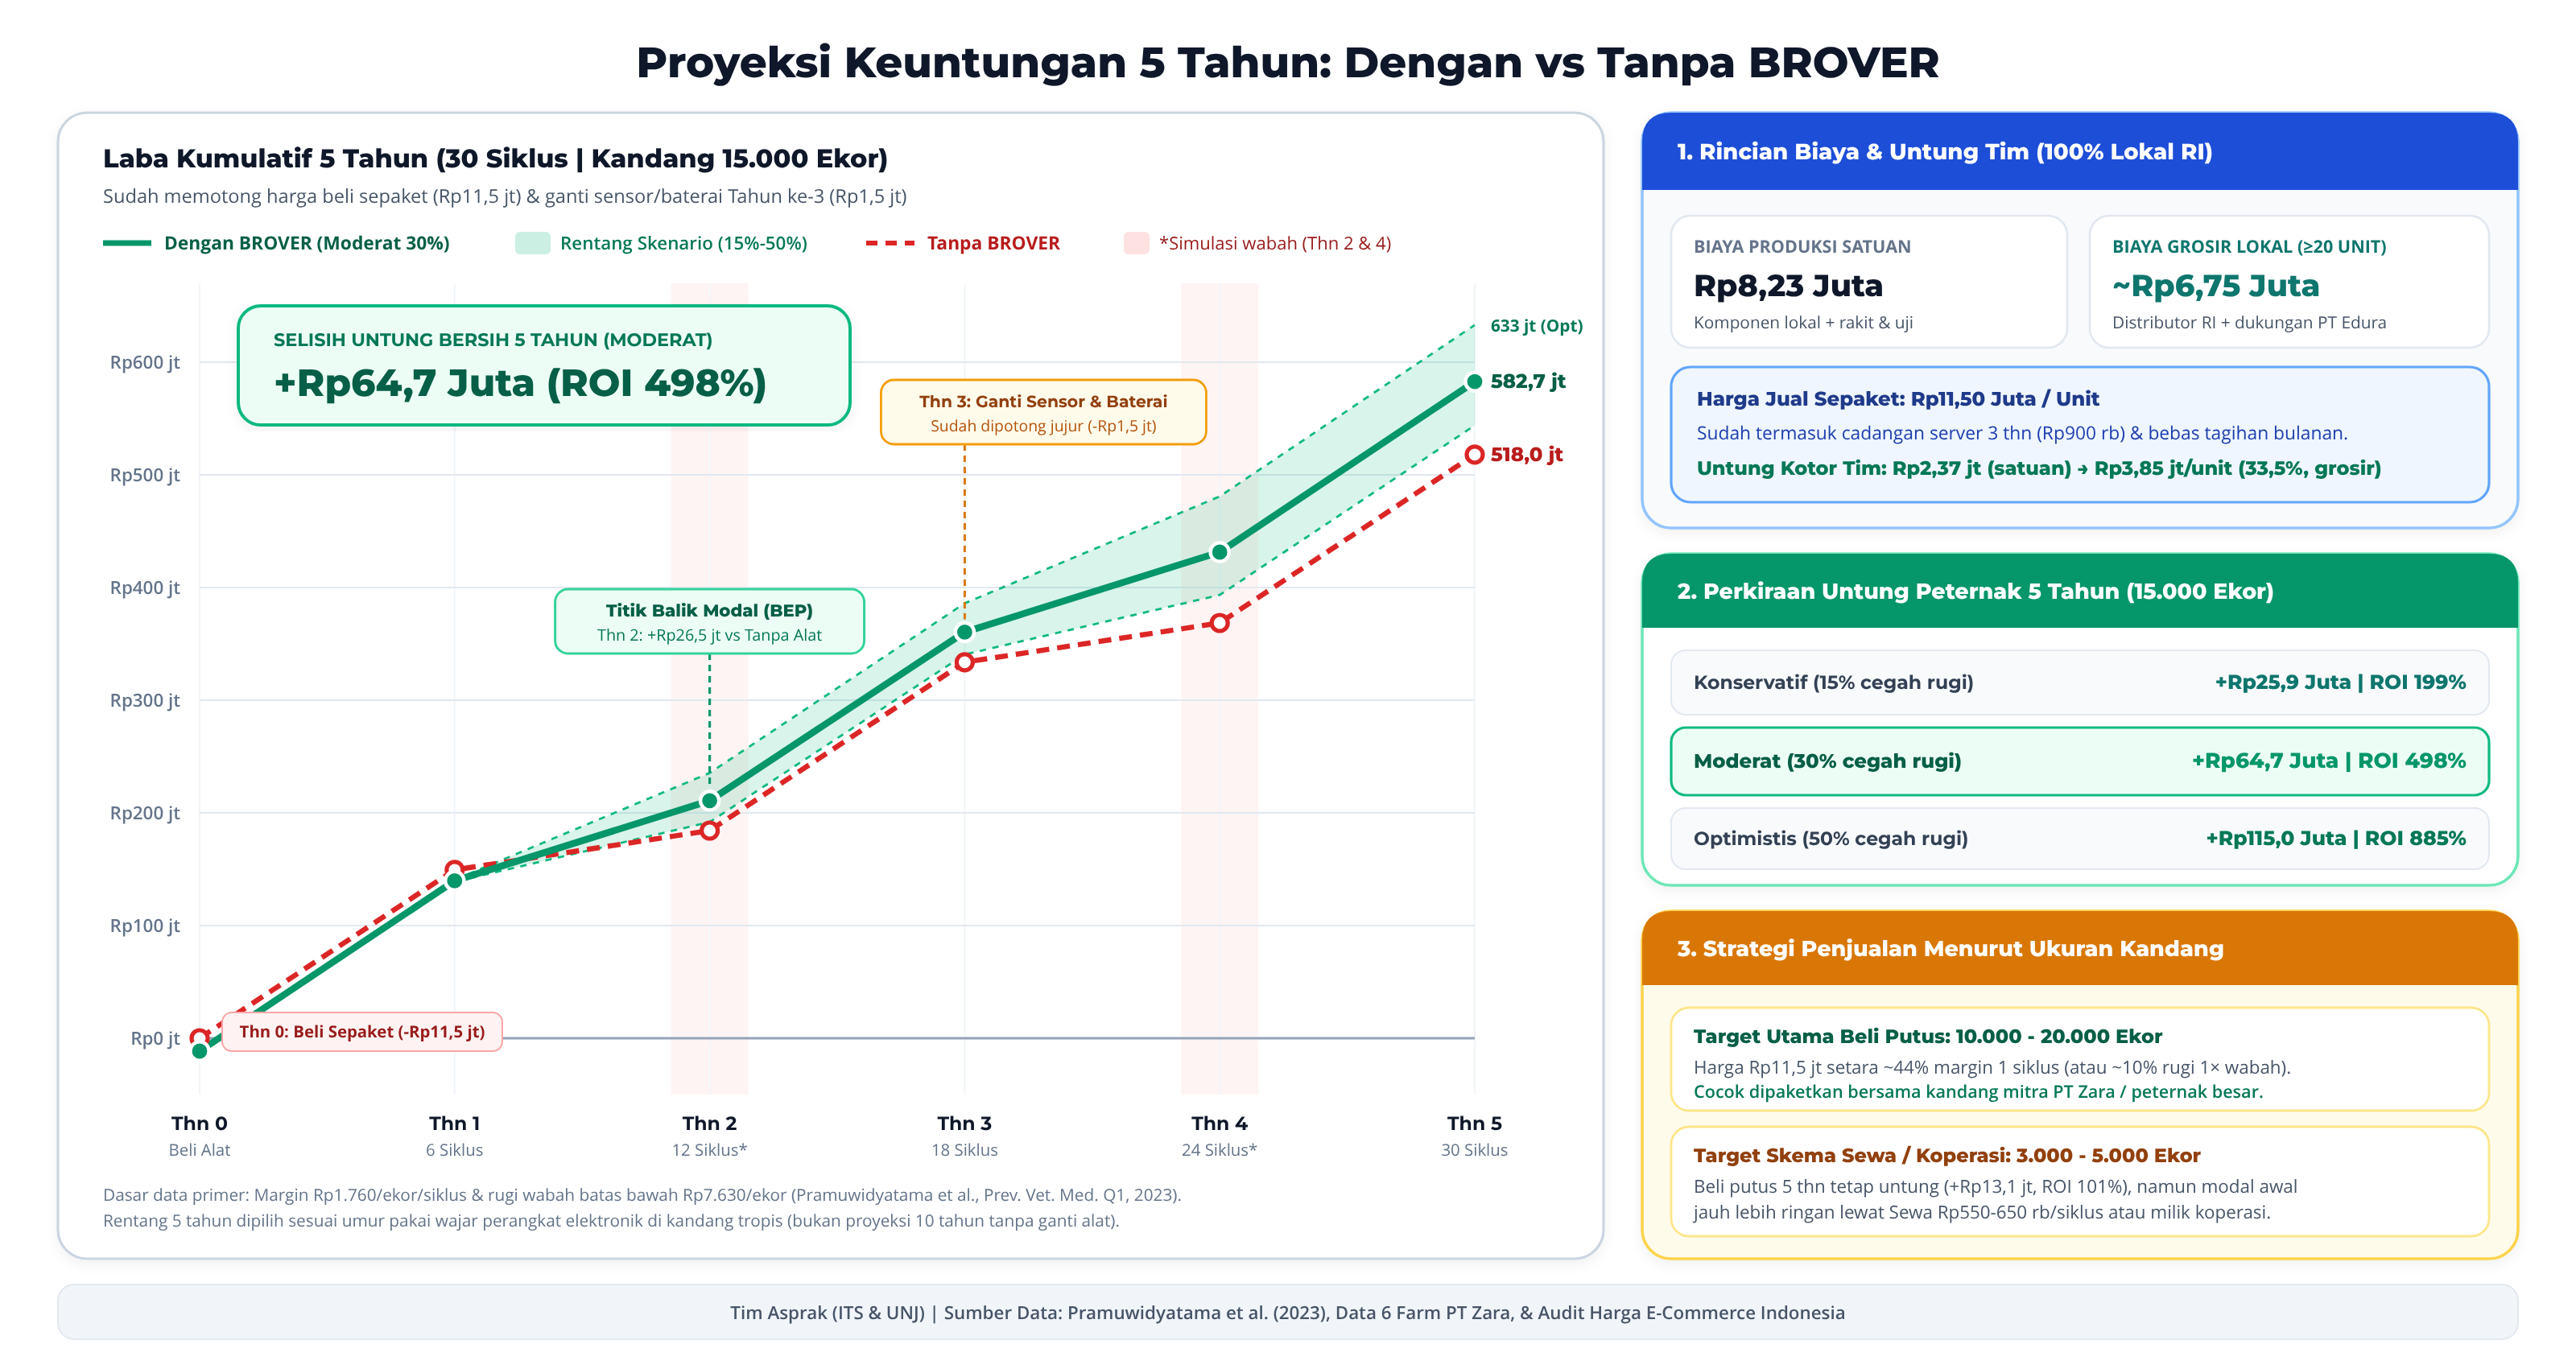 Proyeksi Keuntungan 5 Tahun: Dengan vs Tanpa BROVER
Laba Kumulatif 5 Tahun (30 Siklus | Kandang 15.000 Ekor)
Sudah memotong harga beli sepaket (Rp11,5 jt) & ganti sensor/baterai Tahun ke-3 (Rp1,5 jt)
Dengan BROVER (Moderat 30%)
Rentang Skenario (15%-50%)
Tanpa BROVER
*Simulasi wabah (Thn 2 & 4)
SELISIH UNTUNG BERSIH 5 TAHUN (MODERAT)
+Rp64,7 Juta (ROI 498%)
Thn 3: Ganti Sensor & Baterai
Sudah dipotong jujur (-Rp1,5 jt)
Titik Balik Modal (BEP)
Thn 2: +Rp26,5 jt vs Tanpa Alat
Thn 0: Beli Sepaket (-Rp11,5 jt)
633 jt (Opt)
582,7 jt
518,0 jt
Rp600 jt
Rp500 jt
Rp400 jt
Rp300 jt
Rp200 jt
Rp100 jt
Rp0 jt
Thn 0
Beli Alat
Thn 1
6 Siklus
Thn 2
12 Siklus*
Thn 3
18 Siklus
Thn 4
24 Siklus*
Thn 5
30 Siklus
Dasar data primer: Margin Rp1.760/ekor/siklus & rugi wabah batas bawah Rp7.630/ekor (Pramuwidyatama et al., Prev. Vet. Med. Q1, 2023).
Rentang 5 tahun dipilih sesuai umur pakai wajar perangkat elektronik di kandang tropis (bukan proyeksi 10 tahun tanpa ganti alat).
1. Rincian Biaya & Untung Tim (100% Lokal RI)
BIAYA PRODUKSI SATUAN
Rp8,23 Juta
Komponen lokal + rakit & uji
BIAYA GROSIR LOKAL (≥20 UNIT)
~Rp6,75 Juta
Distributor RI + dukungan PT Edura
Harga Jual Sepaket: Rp11,50 Juta / Unit
Sudah termasuk cadangan server 3 thn (Rp900 rb) & bebas tagihan bulanan.
Untung Kotor Tim: Rp2,37 jt (satuan) → Rp3,85 jt/unit (33,5%, grosir)
2. Perkiraan Untung Peternak 5 Tahun (15.000 Ekor)
Konservatif (15% cegah rugi)
+Rp25,9 Juta | ROI 199%
Moderat (30% cegah rugi)
+Rp64,7 Juta | ROI 498%
Optimistis (50% cegah rugi)
+Rp115,0 Juta | ROI 885%
3. Strategi Penjualan Menurut Ukuran Kandang
Target Utama Beli Putus: 10.000 - 20.000 Ekor
Harga Rp11,5 jt setara ~44% margin 1 siklus (atau ~10% rugi 1× wabah).
Cocok dipaketkan bersama kandang mitra PT Zara / peternak besar.
Target Skema Sewa / Koperasi: 3.000 - 5.000 Ekor
Beli putus 5 thn tetap untung (+Rp13,1 jt, ROI 101%), namun modal awal
jauh lebih ringan lewat Sewa Rp550-650 rb/siklus atau milik koperasi.
Tim Asprak (ITS & UNJ) | Sumber Data: Pramuwidyatama et al. (2023), Data 6 Farm PT Zara, & Audit Harga E-Commerce Indonesia